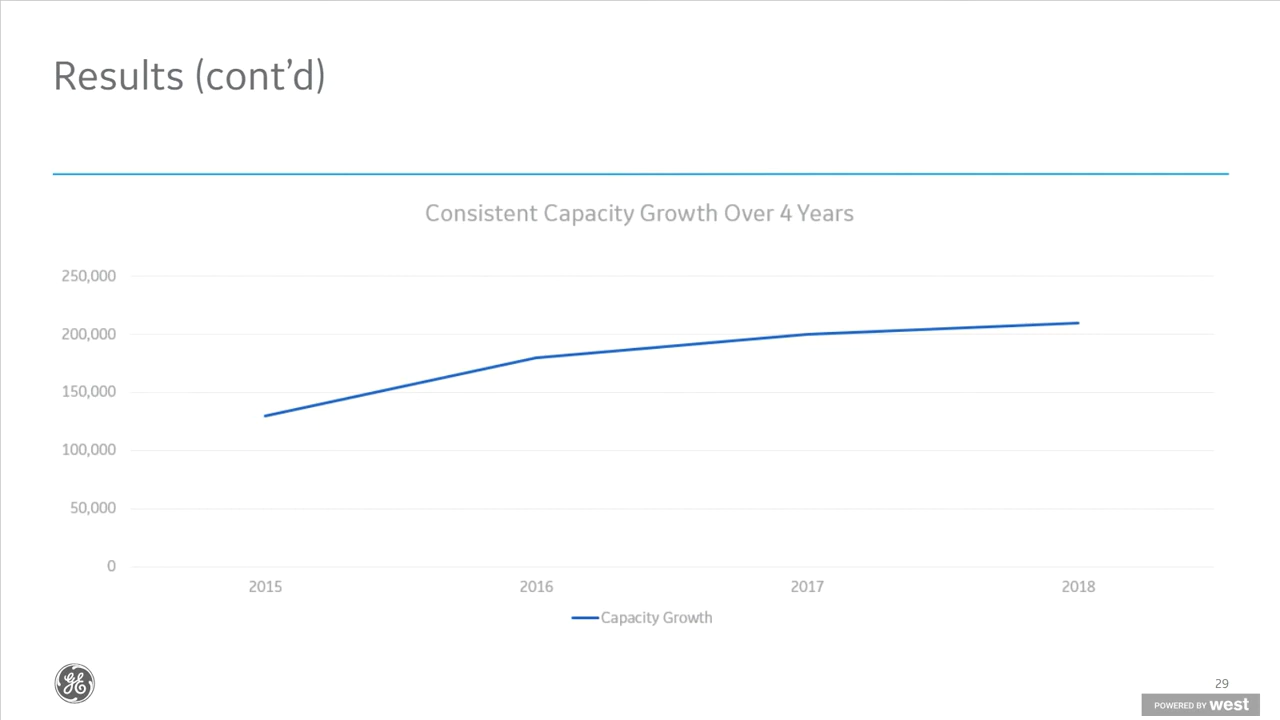 Results (cont’d)
Consistent Capacity Growth Over 4 Years
250,000
200,000
150,000
100,000
50,000
0
2015 2016 2017 2018
Capacity Growth
GE
29
POWERED BY west